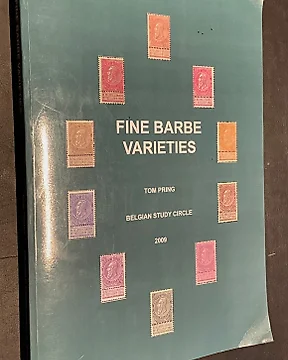 FINE BARBE
VARIETIES
TOM PRING
BELGIAN STUDY CIRCLE
2009